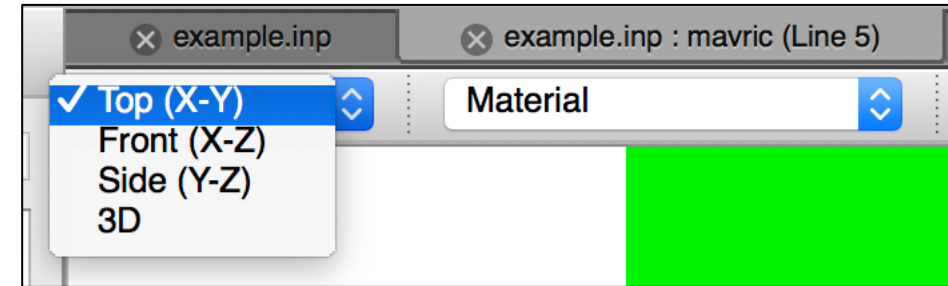 example.inp
example.inp : mavric (Line 5)
✓ Top (X-Y)
Front (X-Z)
Side (Y-Z)
3D
Material